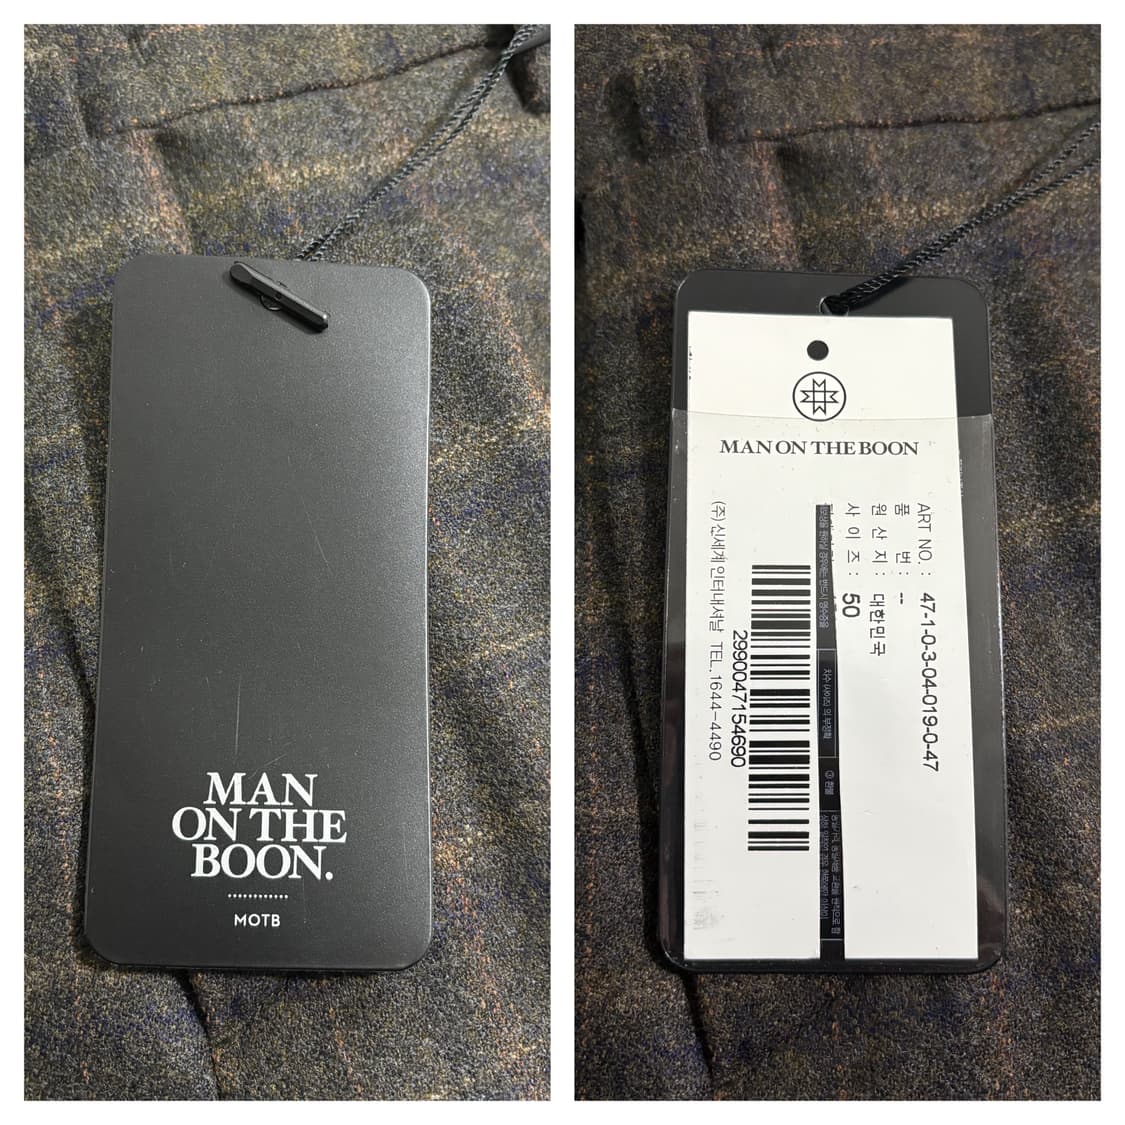 MAN
ON THE
BOON.
MOTB
MAN ON THE BOON
ART NO. : 47-1-0-3-04-019-0-47
품 번 : --
원 산 지 : 대한민국
사 이 즈 : 50
2990047154690
(주)신세계인터내셔날 TEL.1644-4490